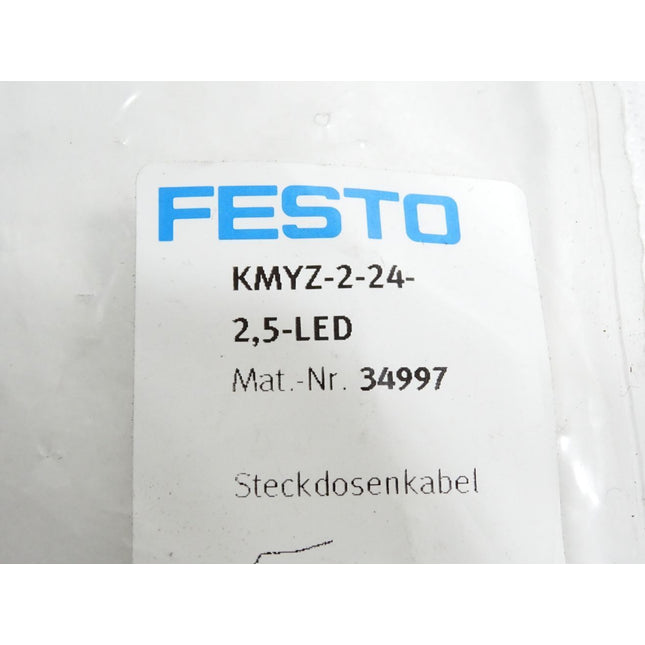 FESTO
KMYZ-2-24-
2,5-LED
Mat.-Nr. 34997
Steckdosenkabel